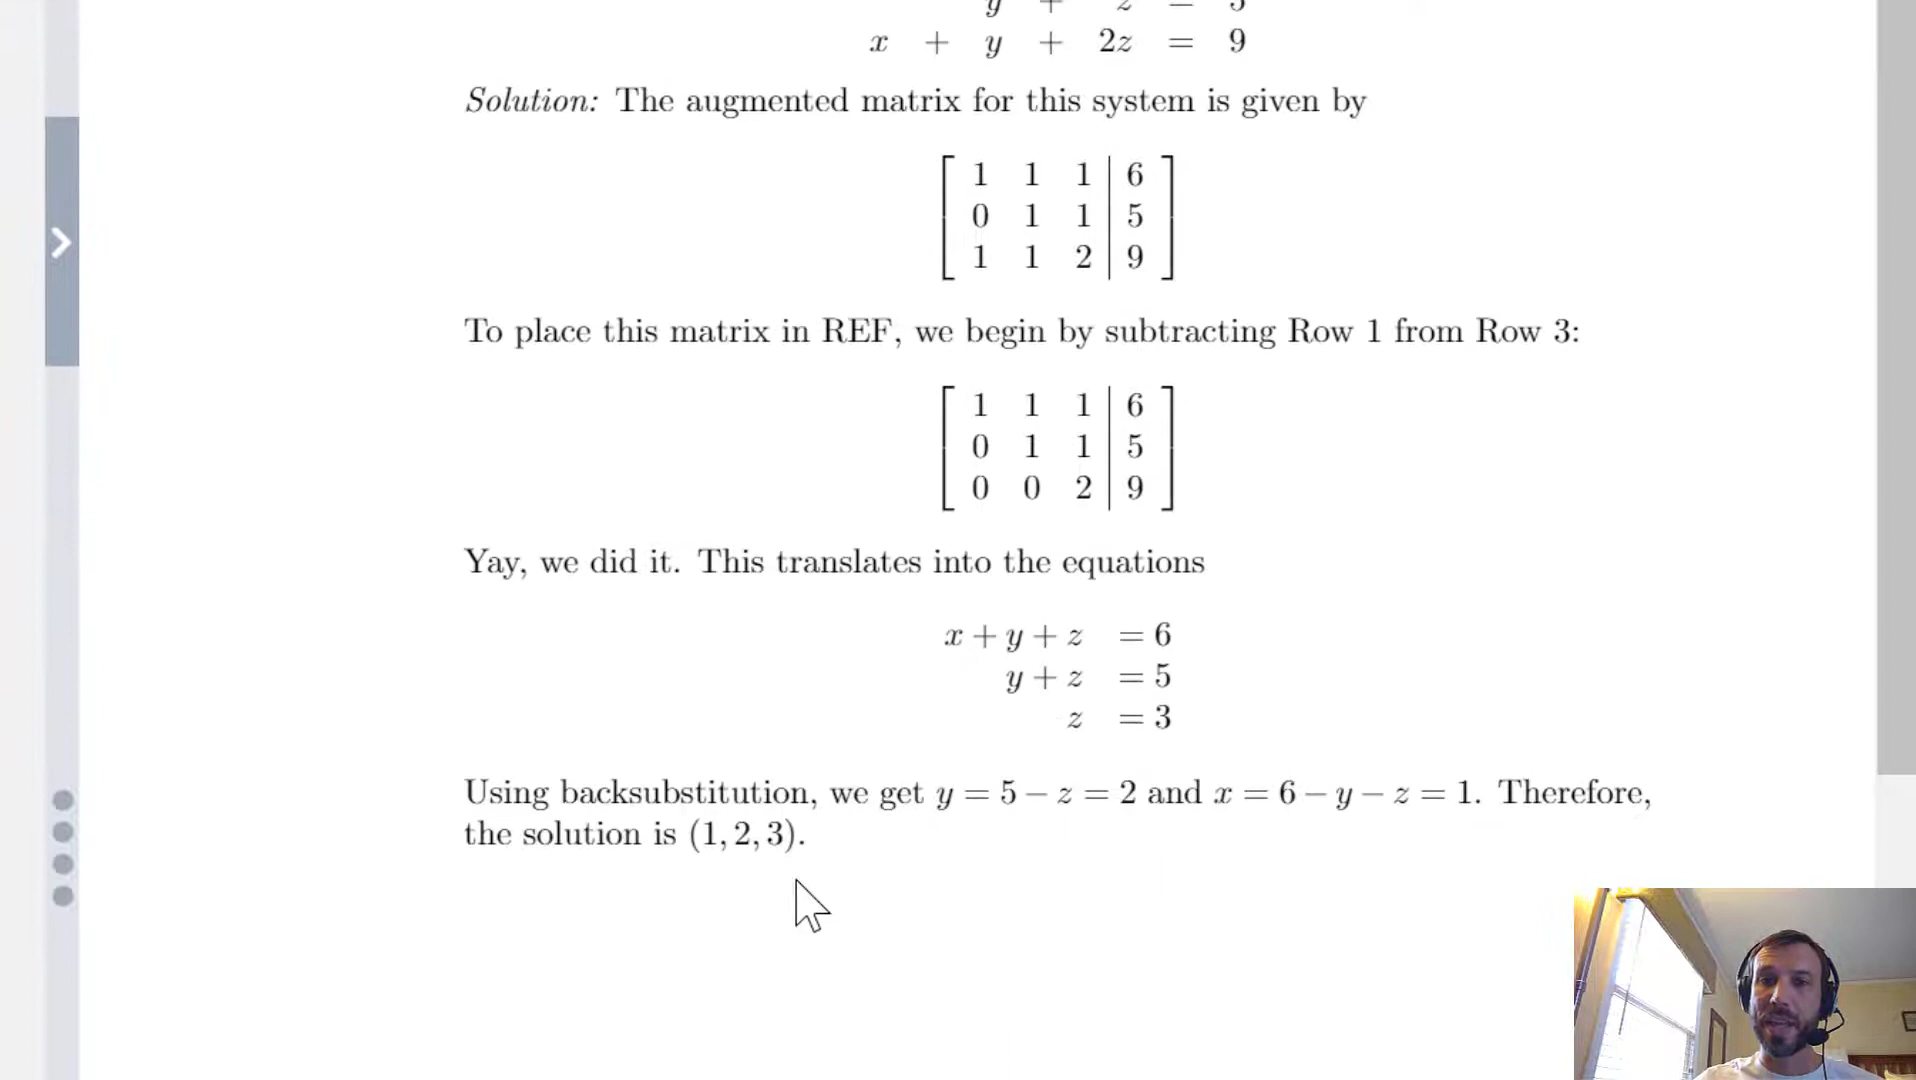 y + z = 5
x + y + 2z = 9
Solution: The augmented matrix for this system is given by
1 1 1 | 6
0 1 1 | 5
1 1 2 | 9
To place this matrix in REF, we begin by subtracting Row 1 from Row 3:
1 1 1 | 6
0 1 1 | 5
0 0 2 | 9
Yay, we did it. This translates into the equations
x + y + z = 6
y + z = 5
z = 3
Using backsubstitution, we get y = 5 − z = 2 and x = 6 − y − z = 1. Therefore,
the solution is (1, 2, 3).